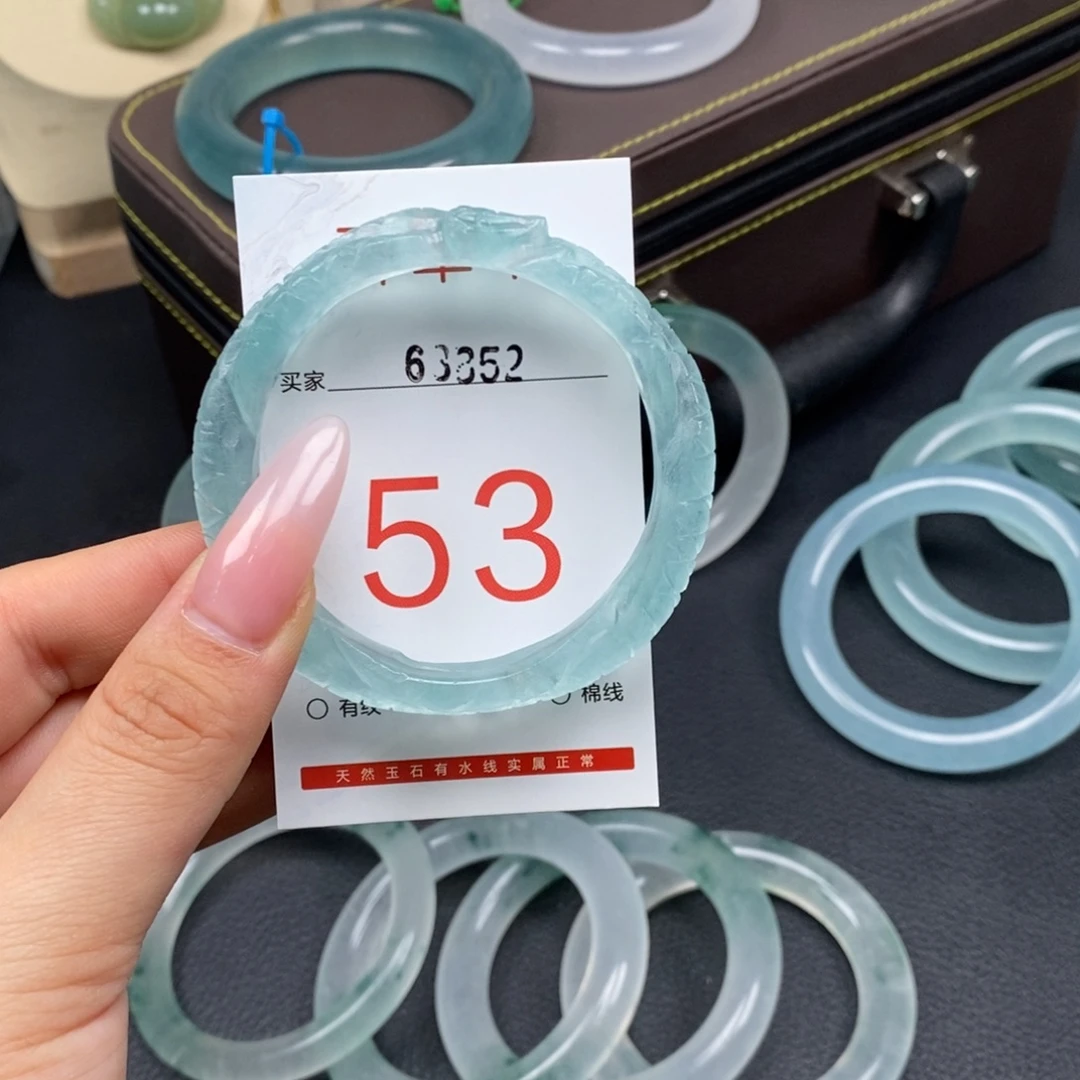 买家 63352
53
有纹 棉线
天然玉石有水线实属正常